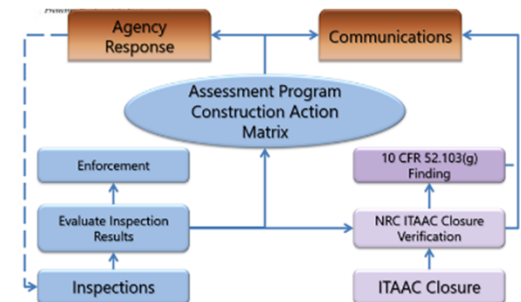 Agency
Response
Communications
Assessment Program
Construction Action
Matrix
Enforcement
10 CFR 52.103(g)
Finding
Evaluate Inspection
Results
NRC ITAAC Closure
Verification
Inspections
ITAAC Closure